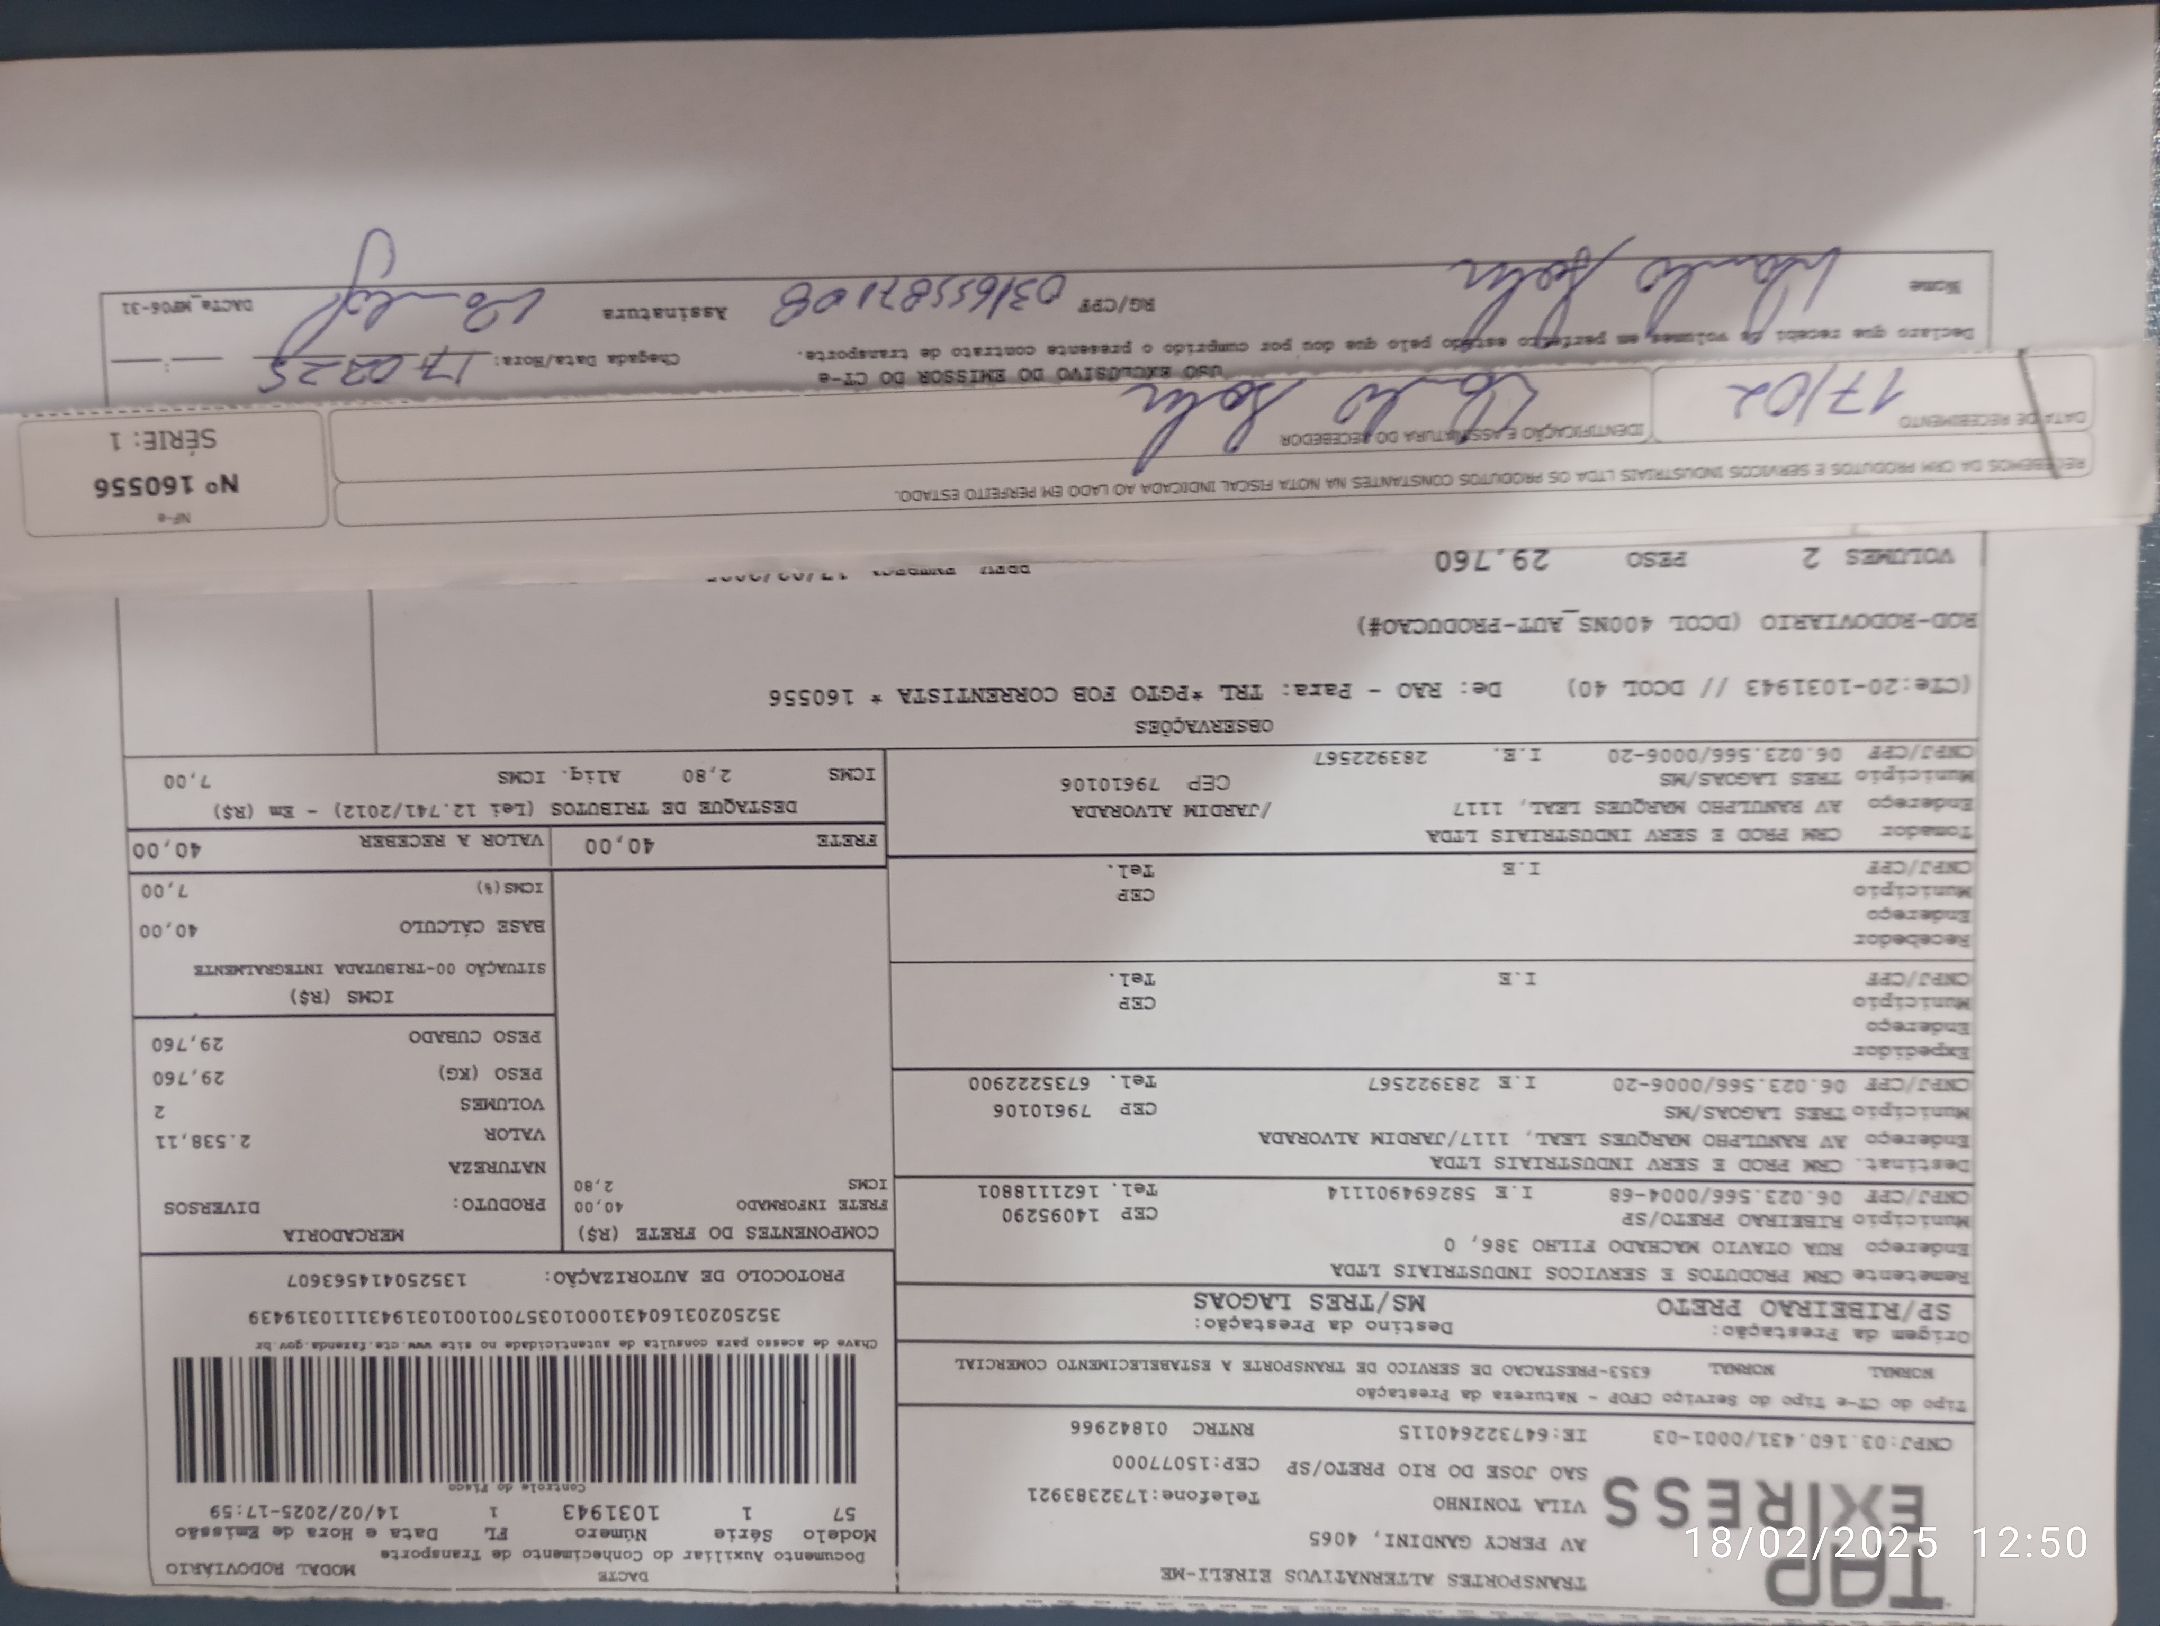 TRANSPORTES ALTERNATIVOS EIRELI-ME
TAP
EXPRESS
AV PERCY GANDINI, 4065
VILA TONINHO Telefone:1732383921
SAO JOSE DO RIO PRETO/SP CEP:15077000
CNPJ:03.160.431/0001-03 IE:647322640115 RNTRC 01842966
DACTE
Documento Auxiliar do Conhecimento de Transporte
MODAL RODOVIÁRIO
Modelo Série Número FL Data e Hora de Emissão
57 1 1031943 1 14/02/2025-17:59
Controle do Fisco
Chave de acesso para consulta de autenticidade no site www.cte.fazenda.gov.br
35250203160431000103570010010319431110319439
PROTOCOLO DE AUTORIZAÇÃO: 135250414563607
Tipo do CT-e Tipo do Serviço CFOP - Natureza da Prestação
NORMAL NORMAL 6353-PRESTACAO DE SERVICO DE TRANSPORTE A ESTABELECIMENTO COMERCIAL
Origem da Prestação: Destino da Prestação:
SP/RIBEIRAO PRETO MS/TRES LAGOAS
Remetente CRM PRODUTOS E SERVICOS INDUSTRIAIS LTDA
Endereço RUA OTAVIO MACHADO FILHO 386, 0
Município RIBEIRAO PRETO/SP CEP 14095290
CNPJ/CPF 06.023.566/0004-68 I.E 582694901114 Tel. 1621118801
Destinat. CRM PROD E SERV INDUSTRIAIS LTDA
Endereço AV RANULPHO MARQUES LEAL, 1117/JARDIM ALVORADA
Município TRES LAGOAS/MS CEP 79610106
CNPJ/CPF 06.023.566/0006-20 I.E 283922567 Tel. 6735222900
Expedidor
Endereço
Município CEP
CNPJ/CPF I.E Tel.
Recebedor
Endereço
Município CEP
CNPJ/CPF I.E Tel.
Tomador CRM PROD E SERV INDUSTRIAIS LTDA
Endereço AV RANULPHO MARQUES LEAL, 1117 /JARDIM ALVORADA
Município TRES LAGOAS/MS CEP 79610106
CNPJ/CPF 06.023.566/0006-20 I.E. 283922567
COMPONENTES DO FRETE (R$)
FRETE INFORMADO 40,00
ICMS 2,80
MERCADORIA
PRODUTO: DIVERSOS
NATUREZA
VALOR 2.538,11
VOLUMES 2
PESO (KG) 29,760
PESO CUBADO 29,760
ICMS (R$)
SITUAÇÃO 00-TRIBUTADA INTEGRALMENTE
BASE CÁLCULO 40,00
ICMS(%) 7,00
FRETE 40,00 VALOR A RECEBER 40,00
DESTAQUE DE TRIBUTOS (Lei 12.741/2012) - Em (R$)
ICMS 2,80 Aliq. ICMS 7,00
OBSERVAÇÕES
(CTe:20-1031943 // DCOL 40) De: RAO - Para: TRL *PGTO FOB CORRENTISTA * 160556
ROD-RODOVIARIO (DCOL 400NS_AUT-PRODUCAO#)
VOLUMES 2 PESO 29,760
RECEBEMOS DA CRM PRODUTOS E SERVICOS INDUSTRIAIS LTDA OS PRODUTOS CONSTANTES NA NOTA FISCAL INDICADA AO LADO EM PERFEITO ESTADO.
DATA DE RECEBIMENTO IDENTIFICAÇÃO E ASSINATURA DO RECEBEDOR
17/02
NF-e
Nº 160556
SÉRIE: 1
USO EXCLUSIVO DO EMISSOR DO CT-e
Declaro que recebi os volumes em perfeito estado pelo que dou por cumprido o presente contrato de transporte.
Chegada Data/Hora: 17 02 25
Nome RG/CPF 03165587108 Assinatura
DACTe_MP06-31
18/02/2025 12:50